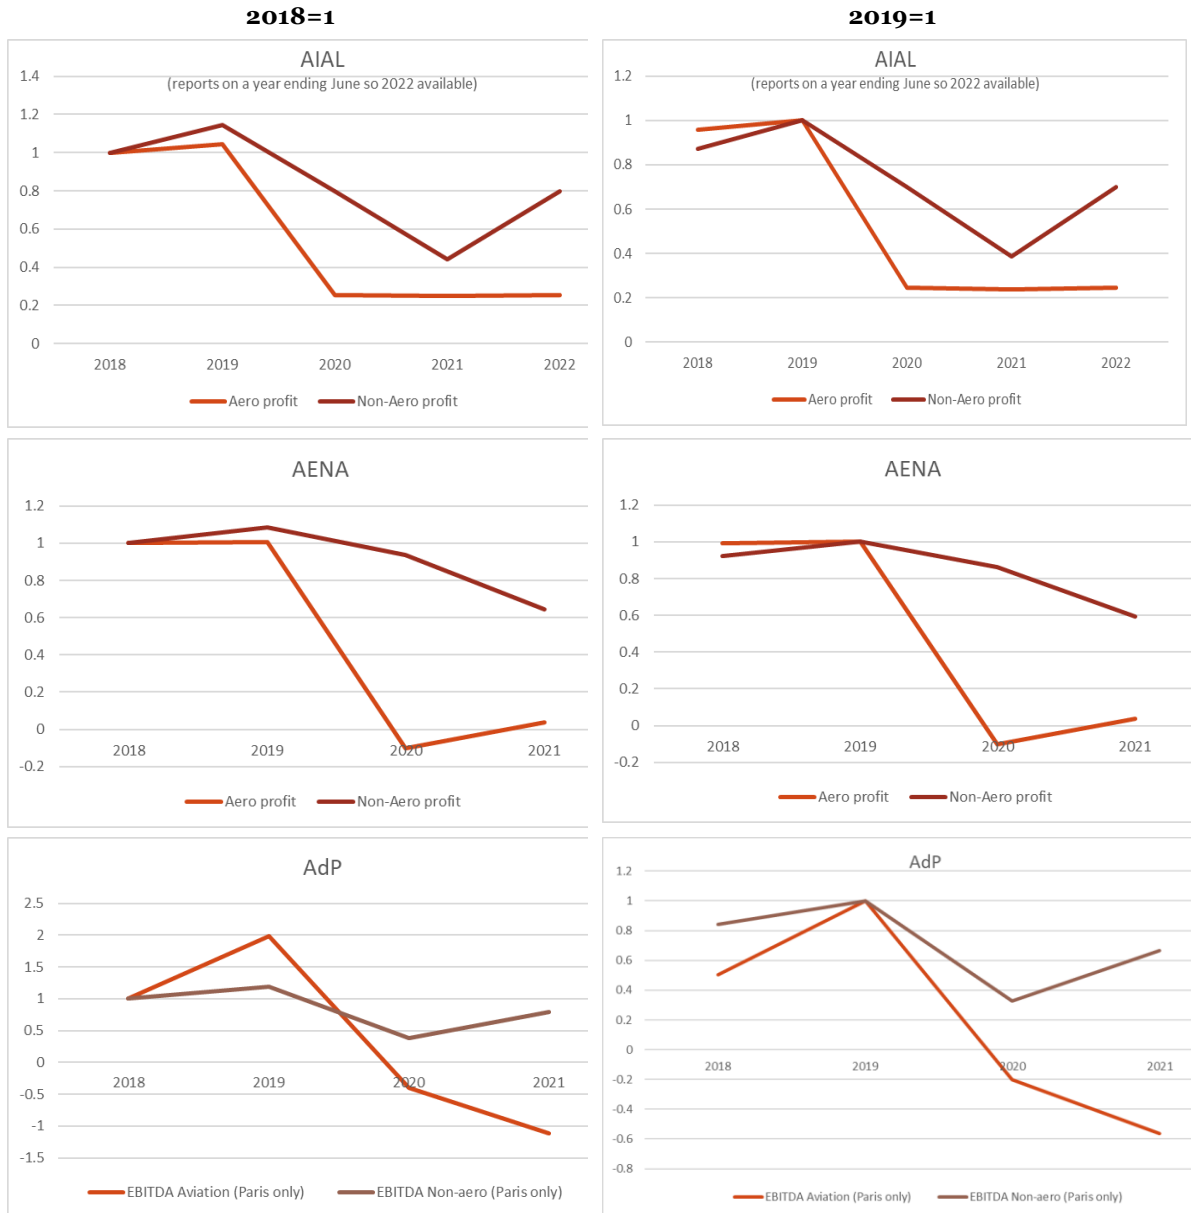 2018=1
2019=1
AIAL
(reports on a year ending June so 2022 available)
1.4
1.2
1
0.8
0.6
0.4
0.2
0
2018 2019 2020 2021 2022
Aero profit Non-Aero profit
AIAL
(reports on a year ending June so 2022 available)
1.2
1
0.8
0.6
0.4
0.2
0
2018 2019 2020 2021 2022
Aero profit Non-Aero profit
AENA
1.2
1
0.8
0.6
0.4
0.2
0
-0.2
2018 2019 2020 2021
Aero profit Non-Aero profit
AENA
1.2
1
0.8
0.6
0.4
0.2
0
-0.2
2018 2019 2020 2021
Aero profit Non-Aero profit
AdP
2.5
2
1.5
1
0.5
0
-0.5
-1
-1.5
2018 2019 2020 2021
EBITDA Aviation (Paris only) EBITDA Non-aero (Paris only)
AdP
1.2
1
0.8
0.6
0.4
0.2
0
-0.2
-0.4
-0.6
-0.8
2018 2019 2020 2021
EBITDA Aviation (Paris only) EBITDA Non-aero (Paris only)